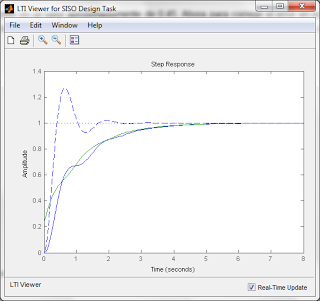 LTI Viewer for SISO Design Task
File Edit Window Help
Step Response
Amplitude
1.4
1.2
1
0.8
0.6
0.4
0.2
0
0 1 2 3 4 5 6 7 8
Time (seconds)
LTI Viewer
Real-Time Update